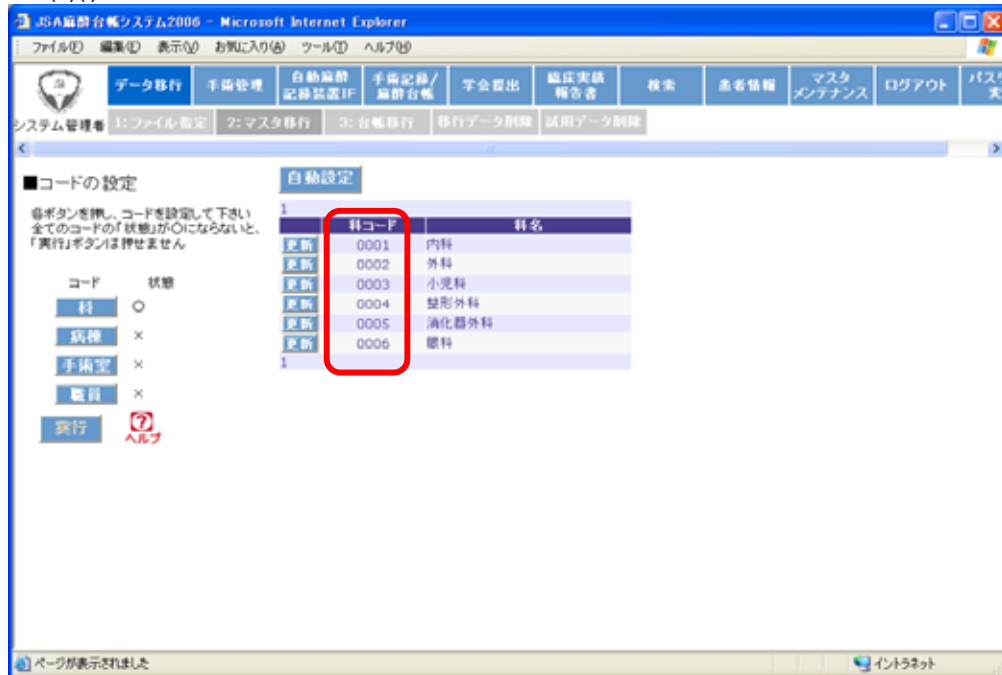 JSA麻酔台帳システム2006 - Microsoft Internet Explorer
ファイル(F) 編集(E) 表示(V) お気に入り(A) ツール(T) ヘルプ(H)
データ移行 手術管理 自動麻酔記録装置IF 手術記録/麻酔台帳 学会提出 臨床実績報告書 検索 患者情報 マスタメンテナンス ログアウト
システム管理者 1:ファイル指定 2:マスタ移行 3:台帳移行 移行データ削除 試用データ削除
■コードの設定
自動設定
各ボタンを押し、コードを設定して下さい
全てのコードの「状態」が○にならないと、
「実行」ボタンは押せません
1
科コード 科名
更新 0001 内科
更新 0002 外科
更新 0003 小児科
更新 0004 整形外科
更新 0005 消化器外科
更新 0006 眼科
1
コード 状態
科 ○
病棟 ×
手術室 ×
職員 ×
実行 ? ヘルプ
ページが表示されました イントラネット